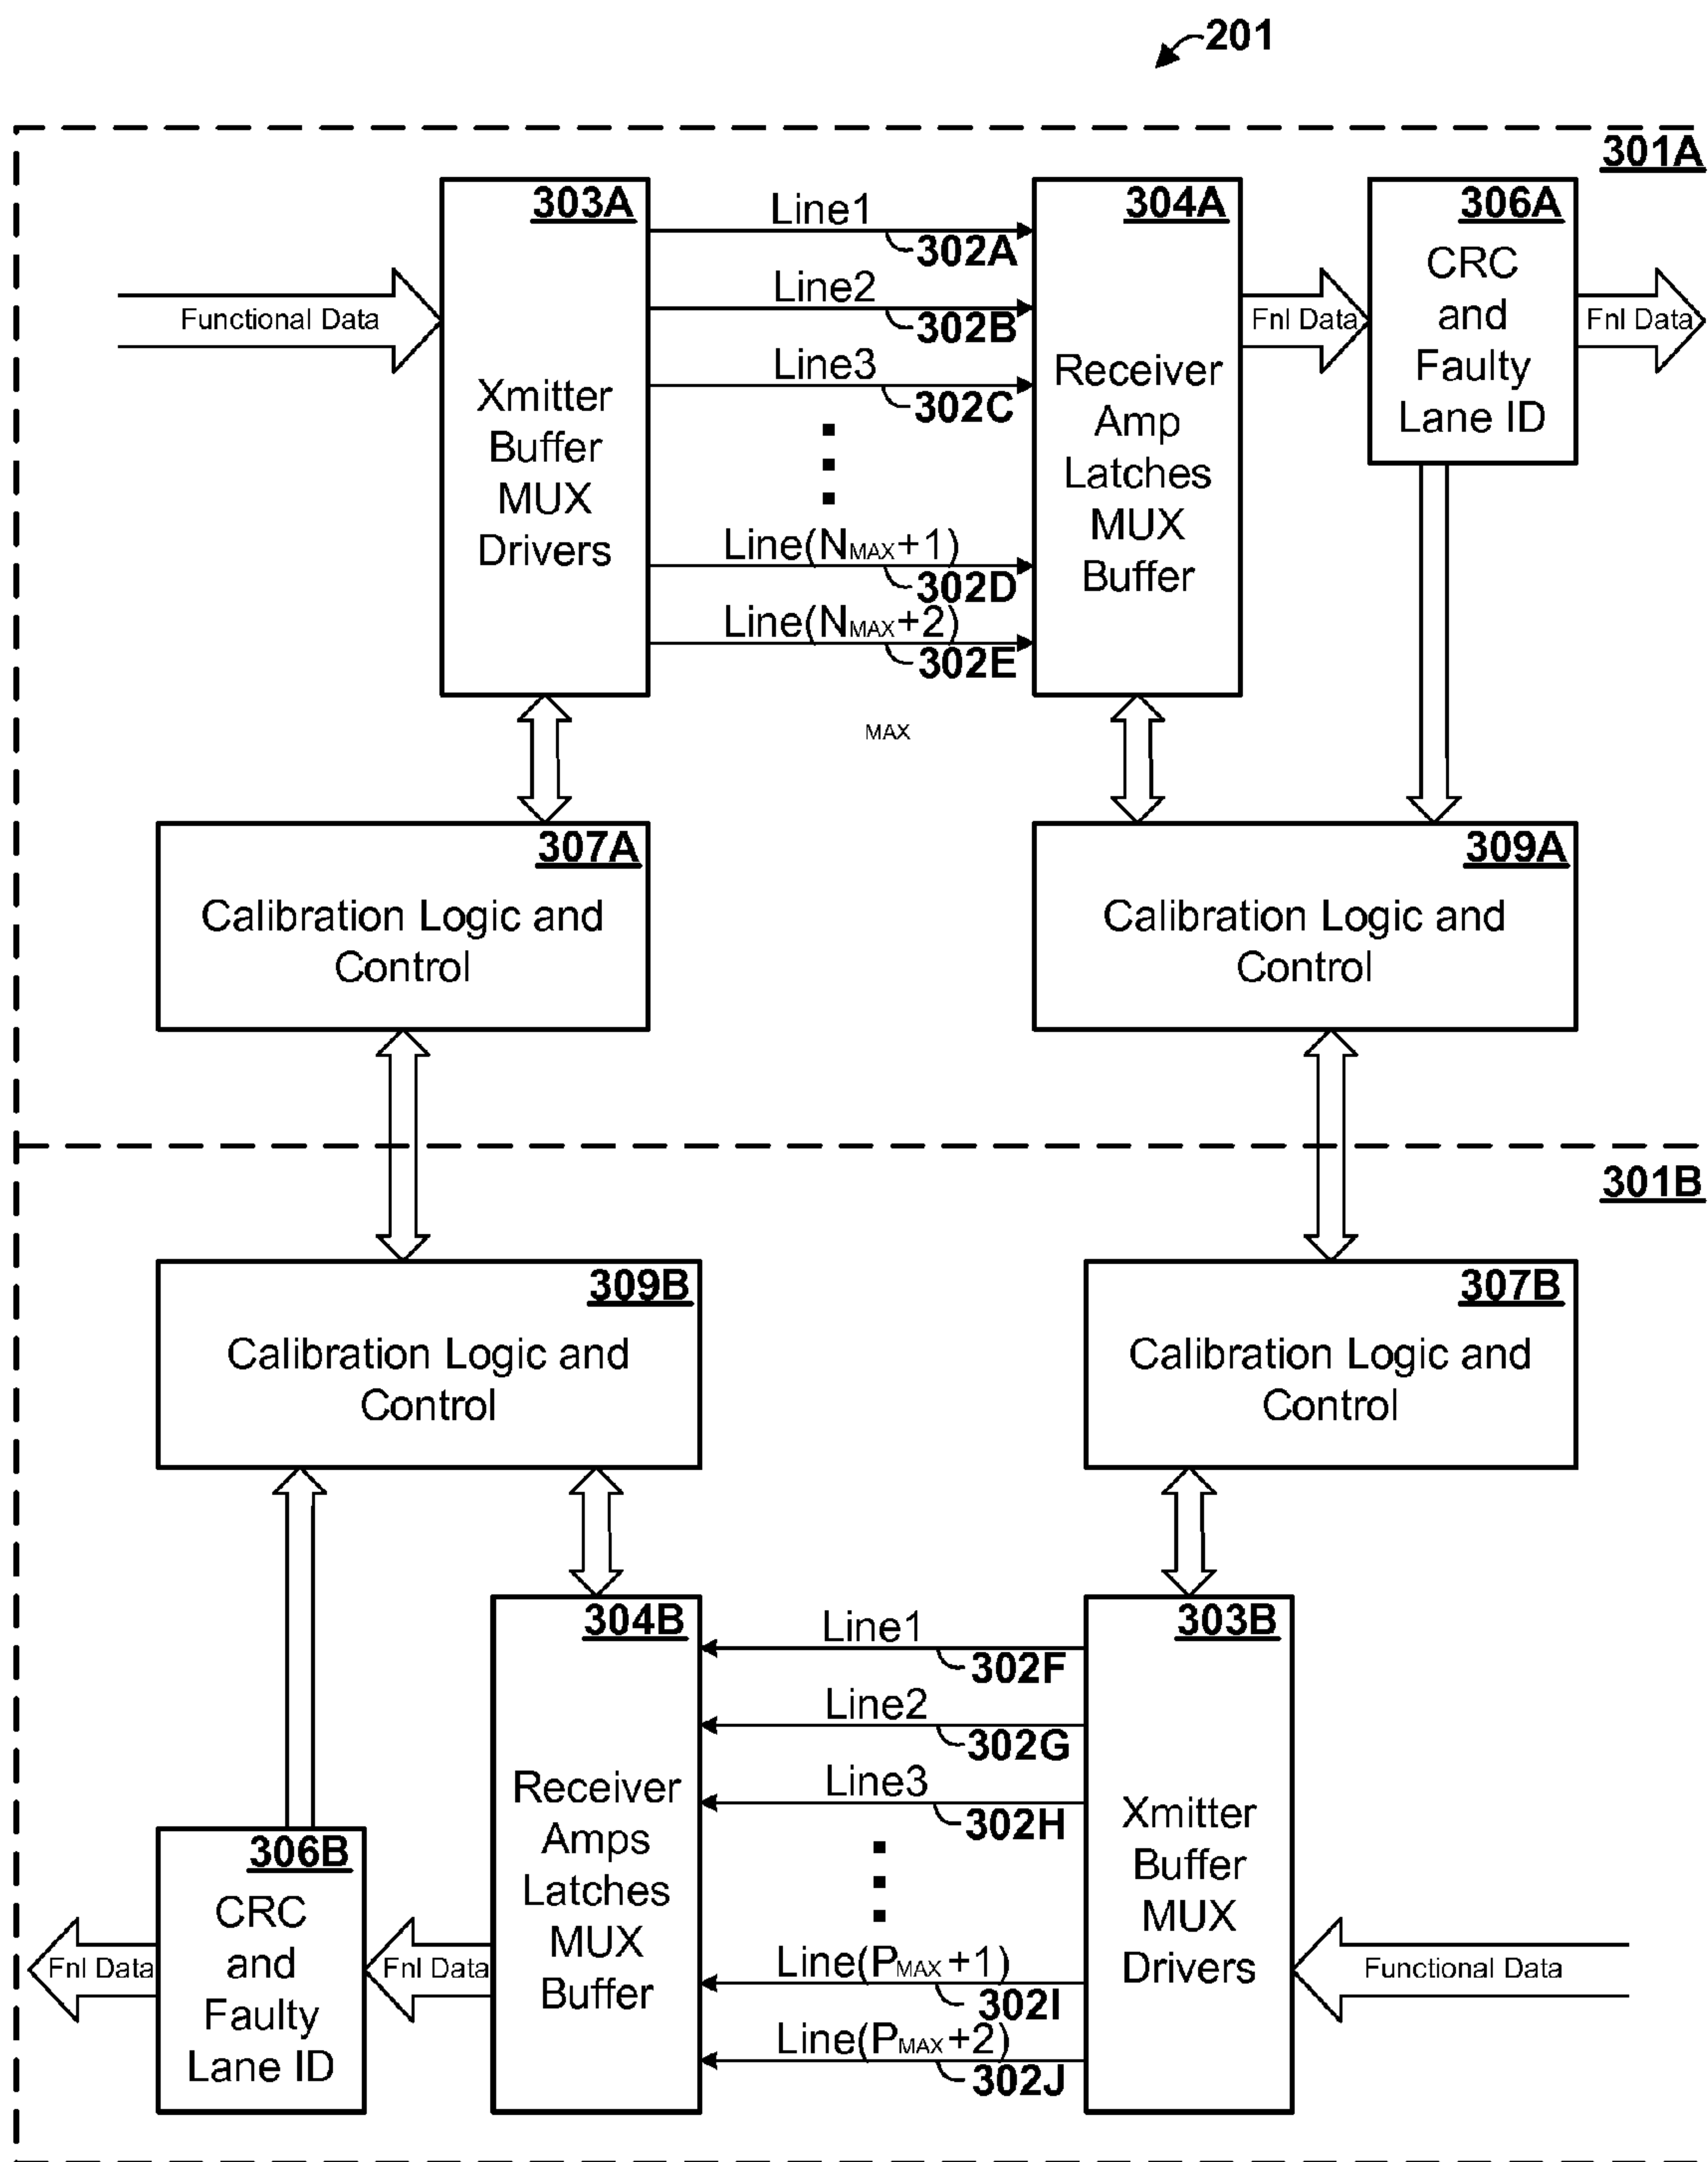 201
301A
303A
Xmitter
Buffer
MUX
Drivers
Functional Data
Line1
302A
Line2
302B
Line3
302C
Line(NMAX+1)
302D
Line(NMAX+2)
302E
MAX
304A
Receiver
Amp
Latches
MUX
Buffer
Fnl Data
306A
CRC
and
Faulty
Lane ID
Fnl Data
307A
Calibration Logic and
Control
309A
Calibration Logic and
Control
301B
309B
Calibration Logic and
Control
307B
Calibration Logic and
Control
304B
Receiver
Amps
Latches
MUX
Buffer
Line1
302F
Line2
302G
Line3
302H
Line(PMAX+1)
302I
Line(PMAX+2)
302J
303B
Xmitter
Buffer
MUX
Drivers
306B
CRC
and
Faulty
Lane ID
Fnl Data
Fnl Data
Functional Data